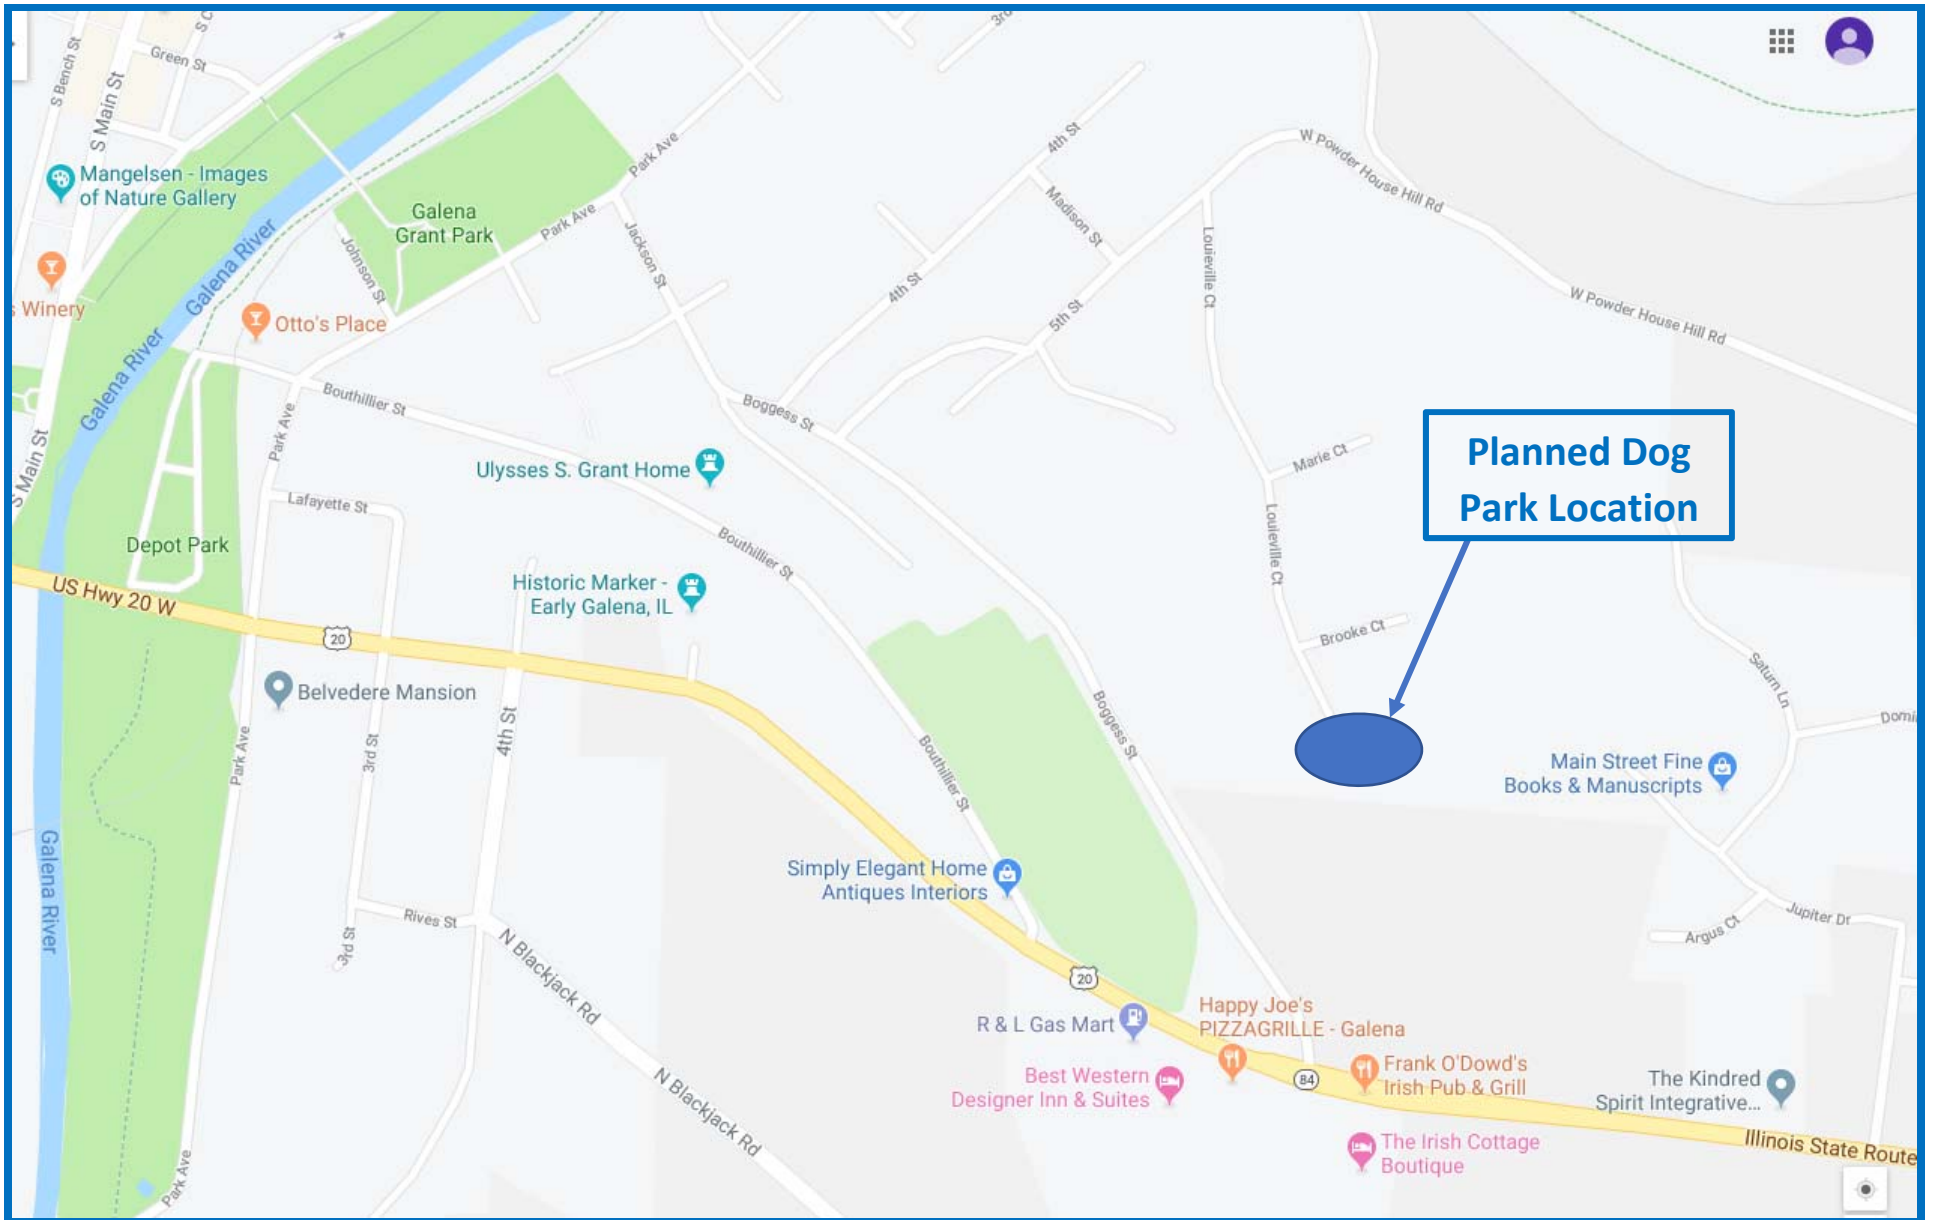 S Bench St
S Main St
Green St
3rd
Mangelsen - Images
of Nature Gallery
Winery
Galena River
Galena River
Galena River
Otto's Place
Galena
Grant Park
Johnson St
Park Ave
Park Ave
Jackson St
4th St
4th St
Madison St
5th St
W Powder House Hill Rd
W Powder House Hill Rd
Louieville Ct
Louieville Ct
Marie Ct
Brooke Ct
Planned Dog
Park Location
S Main St
Bouthillier St
Boggess St
Park Ave
Ulysses S. Grant Home
Lafayette St
Depot Park
Bouthillier St
Historic Marker -
Early Galena, IL
US Hwy 20 W
20
Belvedere Mansion
Park Ave
3rd St
4th St
Boggess St
Bouthillier St
Saturn Ln
Main Street Fine
Books & Manuscripts
Simply Elegant Home
Antiques Interiors
Rives St
3rd St
N Blackjack Rd
N Blackjack Rd
Argus Ct
Jupiter Dr
20
R & L Gas Mart
Happy Joe's
PIZZAGRILLE - Galena
Best Western
Designer Inn & Suites
84
Frank O'Dowd's
Irish Pub & Grill
The Kindred
Spirit Integrative...
The Irish Cottage
Boutique
Illinois State Route
Park Ave